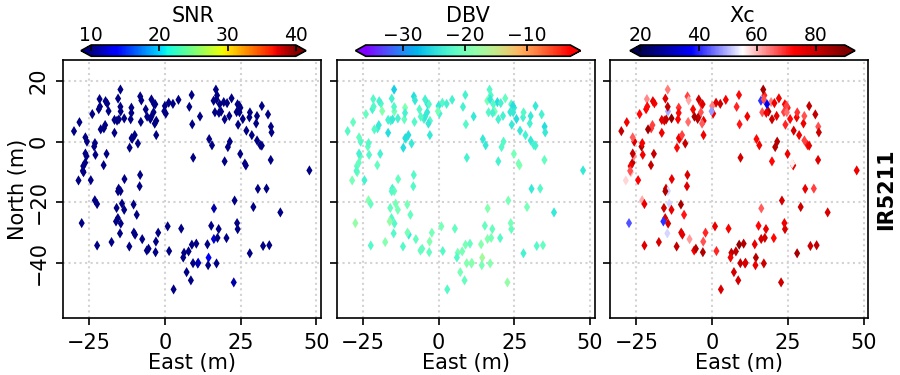 SNR DBV Xc
10 20 30 40 −30 −20 −10 20 40 60 80
20
0
−20
−40
North (m)
−25 0 25 50 −25 0 25 50 −25 0 25 50
East (m) East (m) East (m)
IR5211